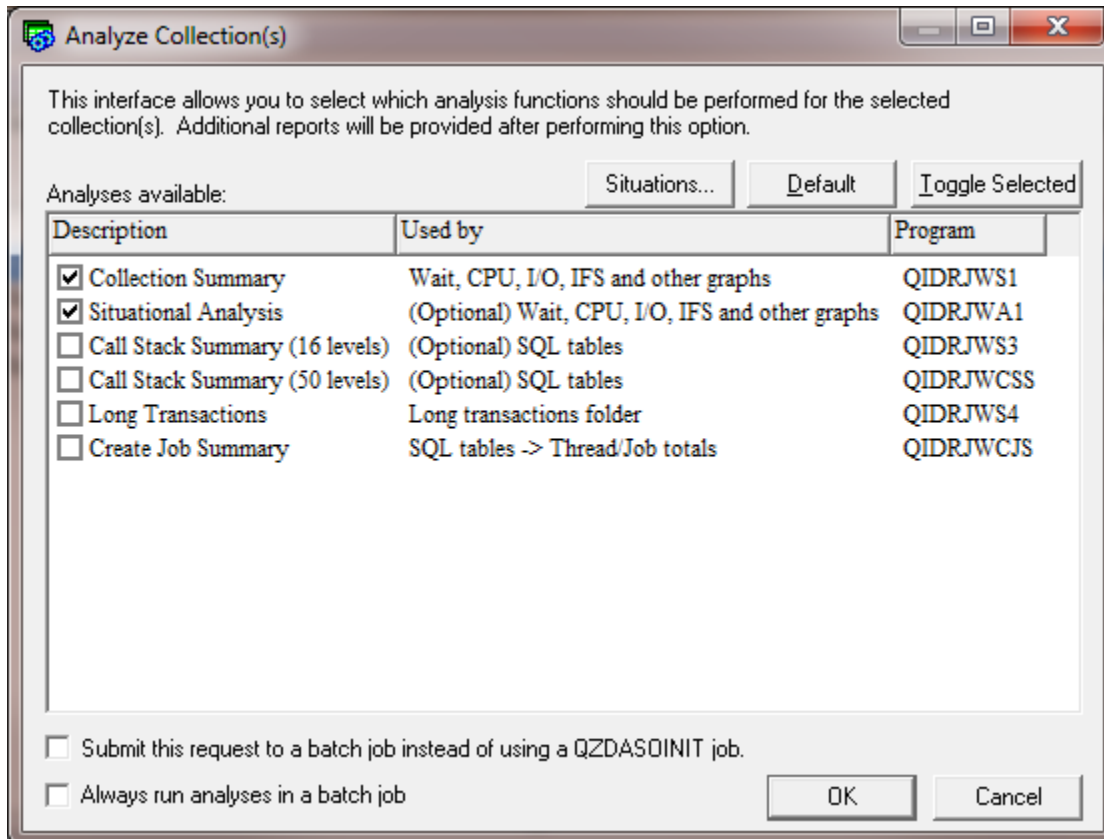 Analyze Collection(s)
This interface allows you to select which analysis functions should be performed for the selected
collection(s).  Additional reports will be provided after performing this option.
Situations... Default Toggle Selected
Analyses available:
Description Used by Program
Collection Summary Wait, CPU, I/O, IFS and other graphs QIDRJWS1
Situational Analysis (Optional) Wait, CPU, I/O, IFS and other graphs QIDRJWA1
Call Stack Summary (16 levels) (Optional) SQL tables QIDRJWS3
Call Stack Summary (50 levels) (Optional) SQL tables QIDRJWCSS
Long Transactions Long transactions folder QIDRJWS4
Create Job Summary SQL tables -> Thread/Job totals QIDRJWCJS
Submit this request to a batch job instead of using a QZDASOINIT job.
Always run analyses in a batch job
OK Cancel